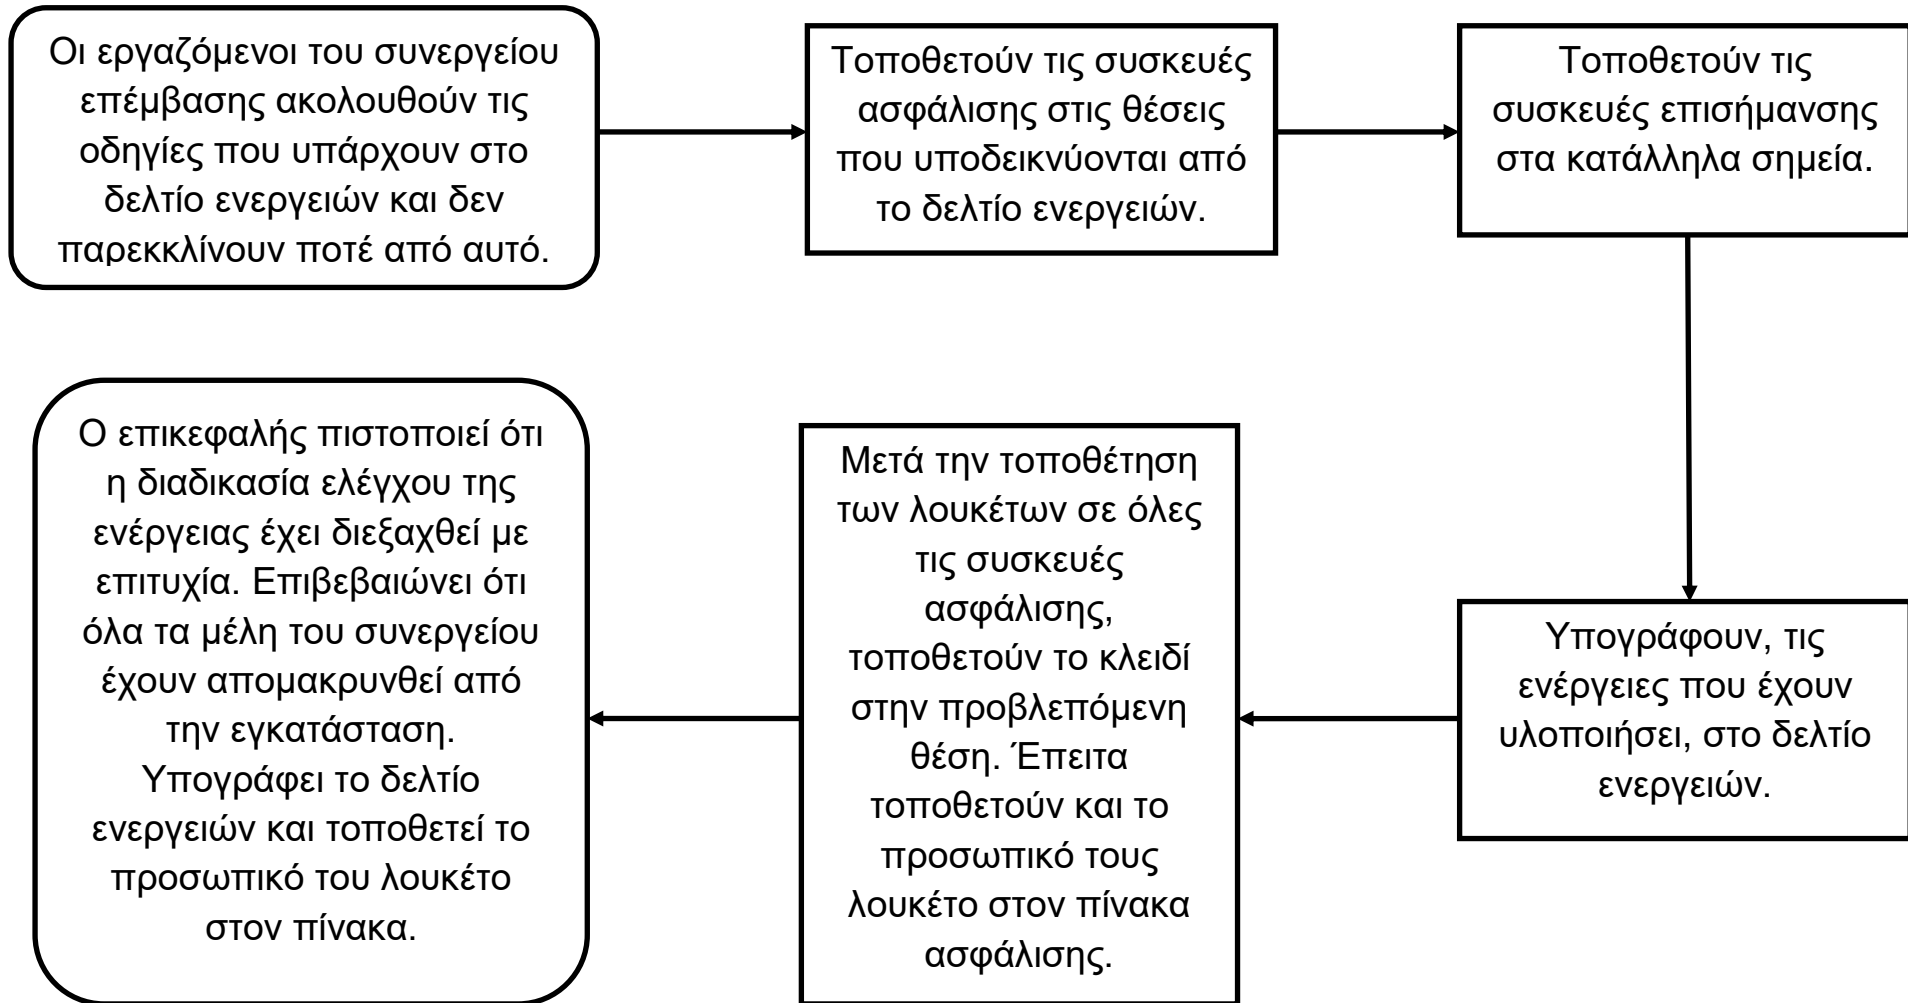 Οι εργαζόμενοι του συνεργείου
επέμβασης ακολουθούν τις
οδηγίες που υπάρχουν στο
δελτίο ενεργειών και δεν
παρεκκλίνουν ποτέ από αυτό.
Τοποθετούν τις συσκευές
ασφάλισης στις θέσεις
που υποδεικνύονται από
το δελτίο ενεργειών.
Τοποθετούν τις
συσκευές επισήμανσης
στα κατάλληλα σημεία.
Υπογράφουν, τις
ενέργειες που έχουν
υλοποιήσει, στο δελτίο
ενεργειών.
Μετά την τοποθέτηση
των λουκέτων σε όλες
τις συσκευές
ασφάλισης,
τοποθετούν το κλειδί
στην προβλεπόμενη
θέση. Έπειτα
τοποθετούν και το
προσωπικό τους
λουκέτο στον πίνακα
ασφάλισης.
Ο επικεφαλής πιστοποιεί ότι
η διαδικασία ελέγχου της
ενέργειας έχει διεξαχθεί με
επιτυχία. Επιβεβαιώνει ότι
όλα τα μέλη του συνεργείου
έχουν απομακρυνθεί από
την εγκατάσταση.
Υπογράφει το δελτίο
ενεργειών και τοποθετεί το
προσωπικό του λουκέτο
στον πίνακα.